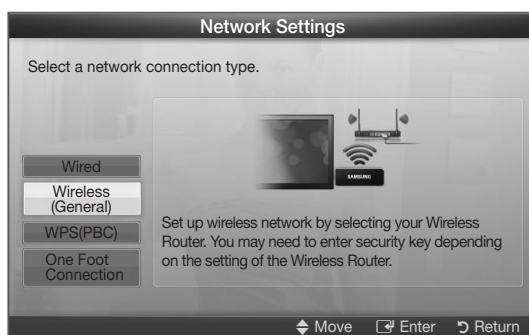 Network Settings
Select a network connection type.
Wired
Wireless
(General)
WPS(PBC)
One Foot
Connection
SAMSUNG
Set up wireless network by selecting your Wireless
Router. You may need to enter security key depending
on the setting of the Wireless Router.
Move Enter Return